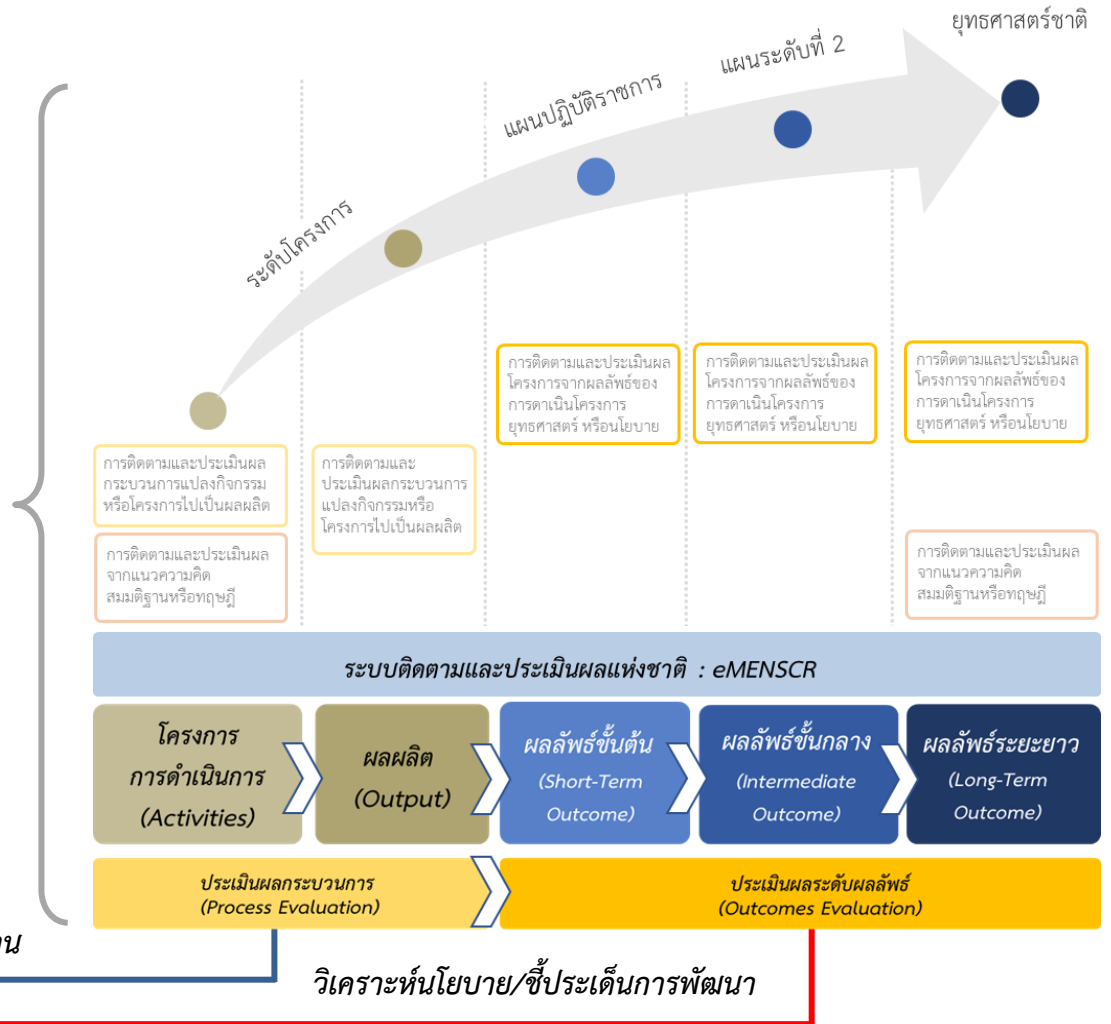 ยุทธศาสตร์ชาติ
แผนระดับที่ 2
แผนปฏิบัติราชการ
ระดับโครงการ
การติดตามและประเมินผล
โครงการจากผลลัพธ์ของ
การดาเนินโครงการ
ยุทธศาสตร์ หรือนโยบาย
การติดตามและประเมินผล
โครงการจากผลลัพธ์ของ
การดาเนินโครงการ
ยุทธศาสตร์ หรือนโยบาย
การติดตามและประเมินผล
โครงการจากผลลัพธ์ของ
การดาเนินโครงการ
ยุทธศาสตร์ หรือนโยบาย
การติดตามและประเมินผล
กระบวนการแปลงกิจกรรม
หรือโครงการไปเป็นผลผลิต
การติดตามและ
ประเมินผลกระบวนการ
แปลงกิจกรรมหรือ
โครงการไปเป็นผลผลิต
การติดตามและประเมินผล
จากแนวความคิด
สมมติฐานหรือทฤษฎี
การติดตามและประเมินผล
จากแนวความคิด
สมมติฐานหรือทฤษฎี
ระบบติดตามและประเมินผลแห่งชาติ : eMENSCR
โครงการ
การดำเนินการ
(Activities)
ผลผลิต
(Output)
ผลลัพธ์ขั้นต้น
(Short-Term
Outcome)
ผลลัพธ์ขั้นกลาง
(Intermediate
Outcome)
ผลลัพธ์ระยะยาว
(Long-Term
Outcome)
ประเมินผลกระบวนการ
(Process Evaluation)
ประเมินผลระดับผลลัพธ์
(Outcomes Evaluation)
วิเคราะห์นโยบาย/ชี้ประเด็นการพัฒนา